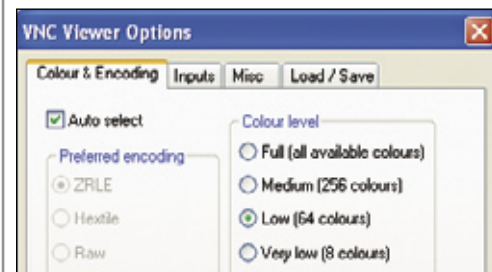 VNC Viewer Options
Colour & Encoding Inputs Misc Load / Save
Auto select
Preferred encoding
ZRLE
Hextile
Raw
Colour level
Full (all available colours)
Medium (256 colours)
Low (64 colours)
Very low (8 colours)